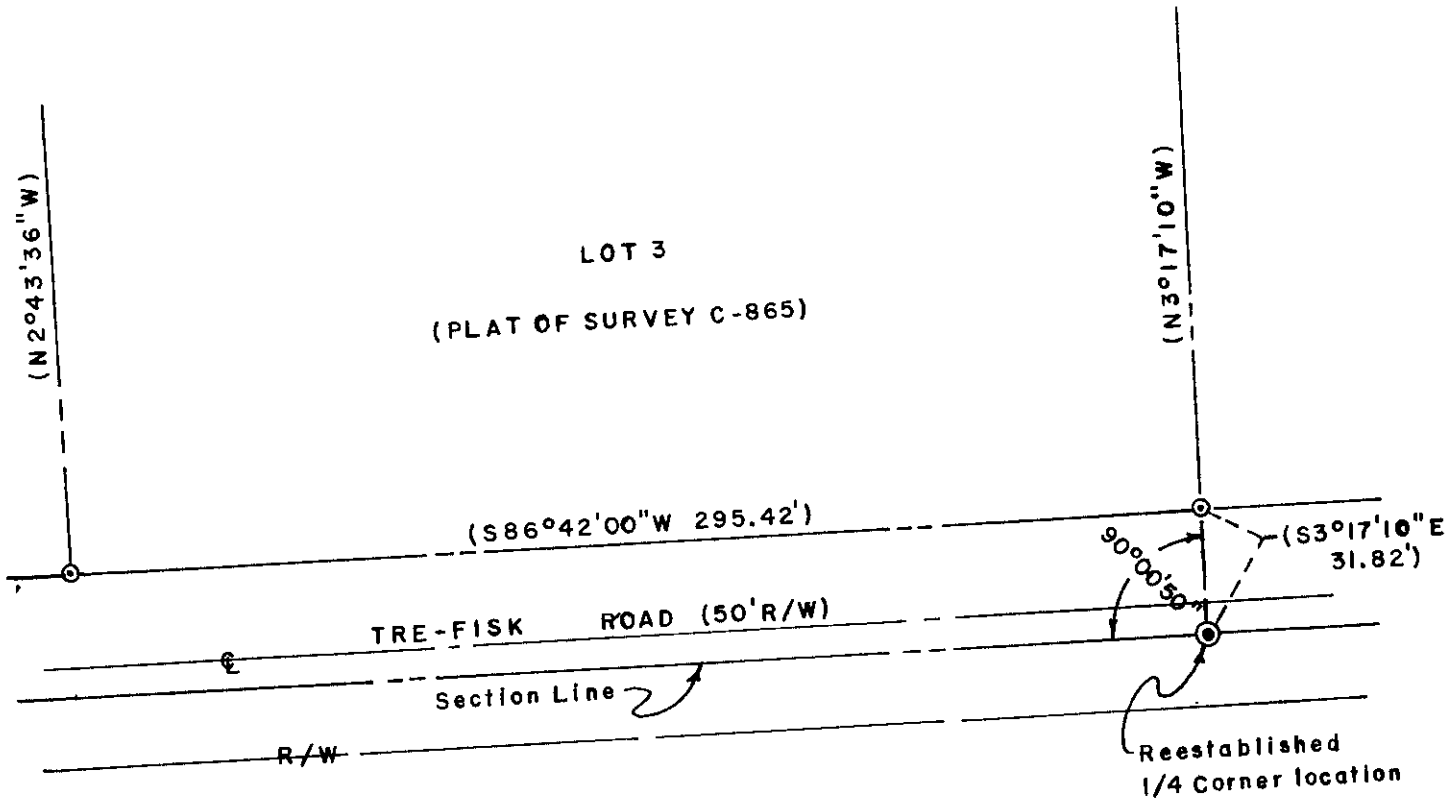 (N2°43'36"W)
(N3°17'10"W)
LOT 3
(PLAT OF SURVEY C-865)
(S86°42'00"W 295.42')
90°00'50"
(S3°17'10"E
31.82')
TRE-FISK ROAD (50'R/W)
℄
Section Line
R/W
Reestablished
1/4 Corner location